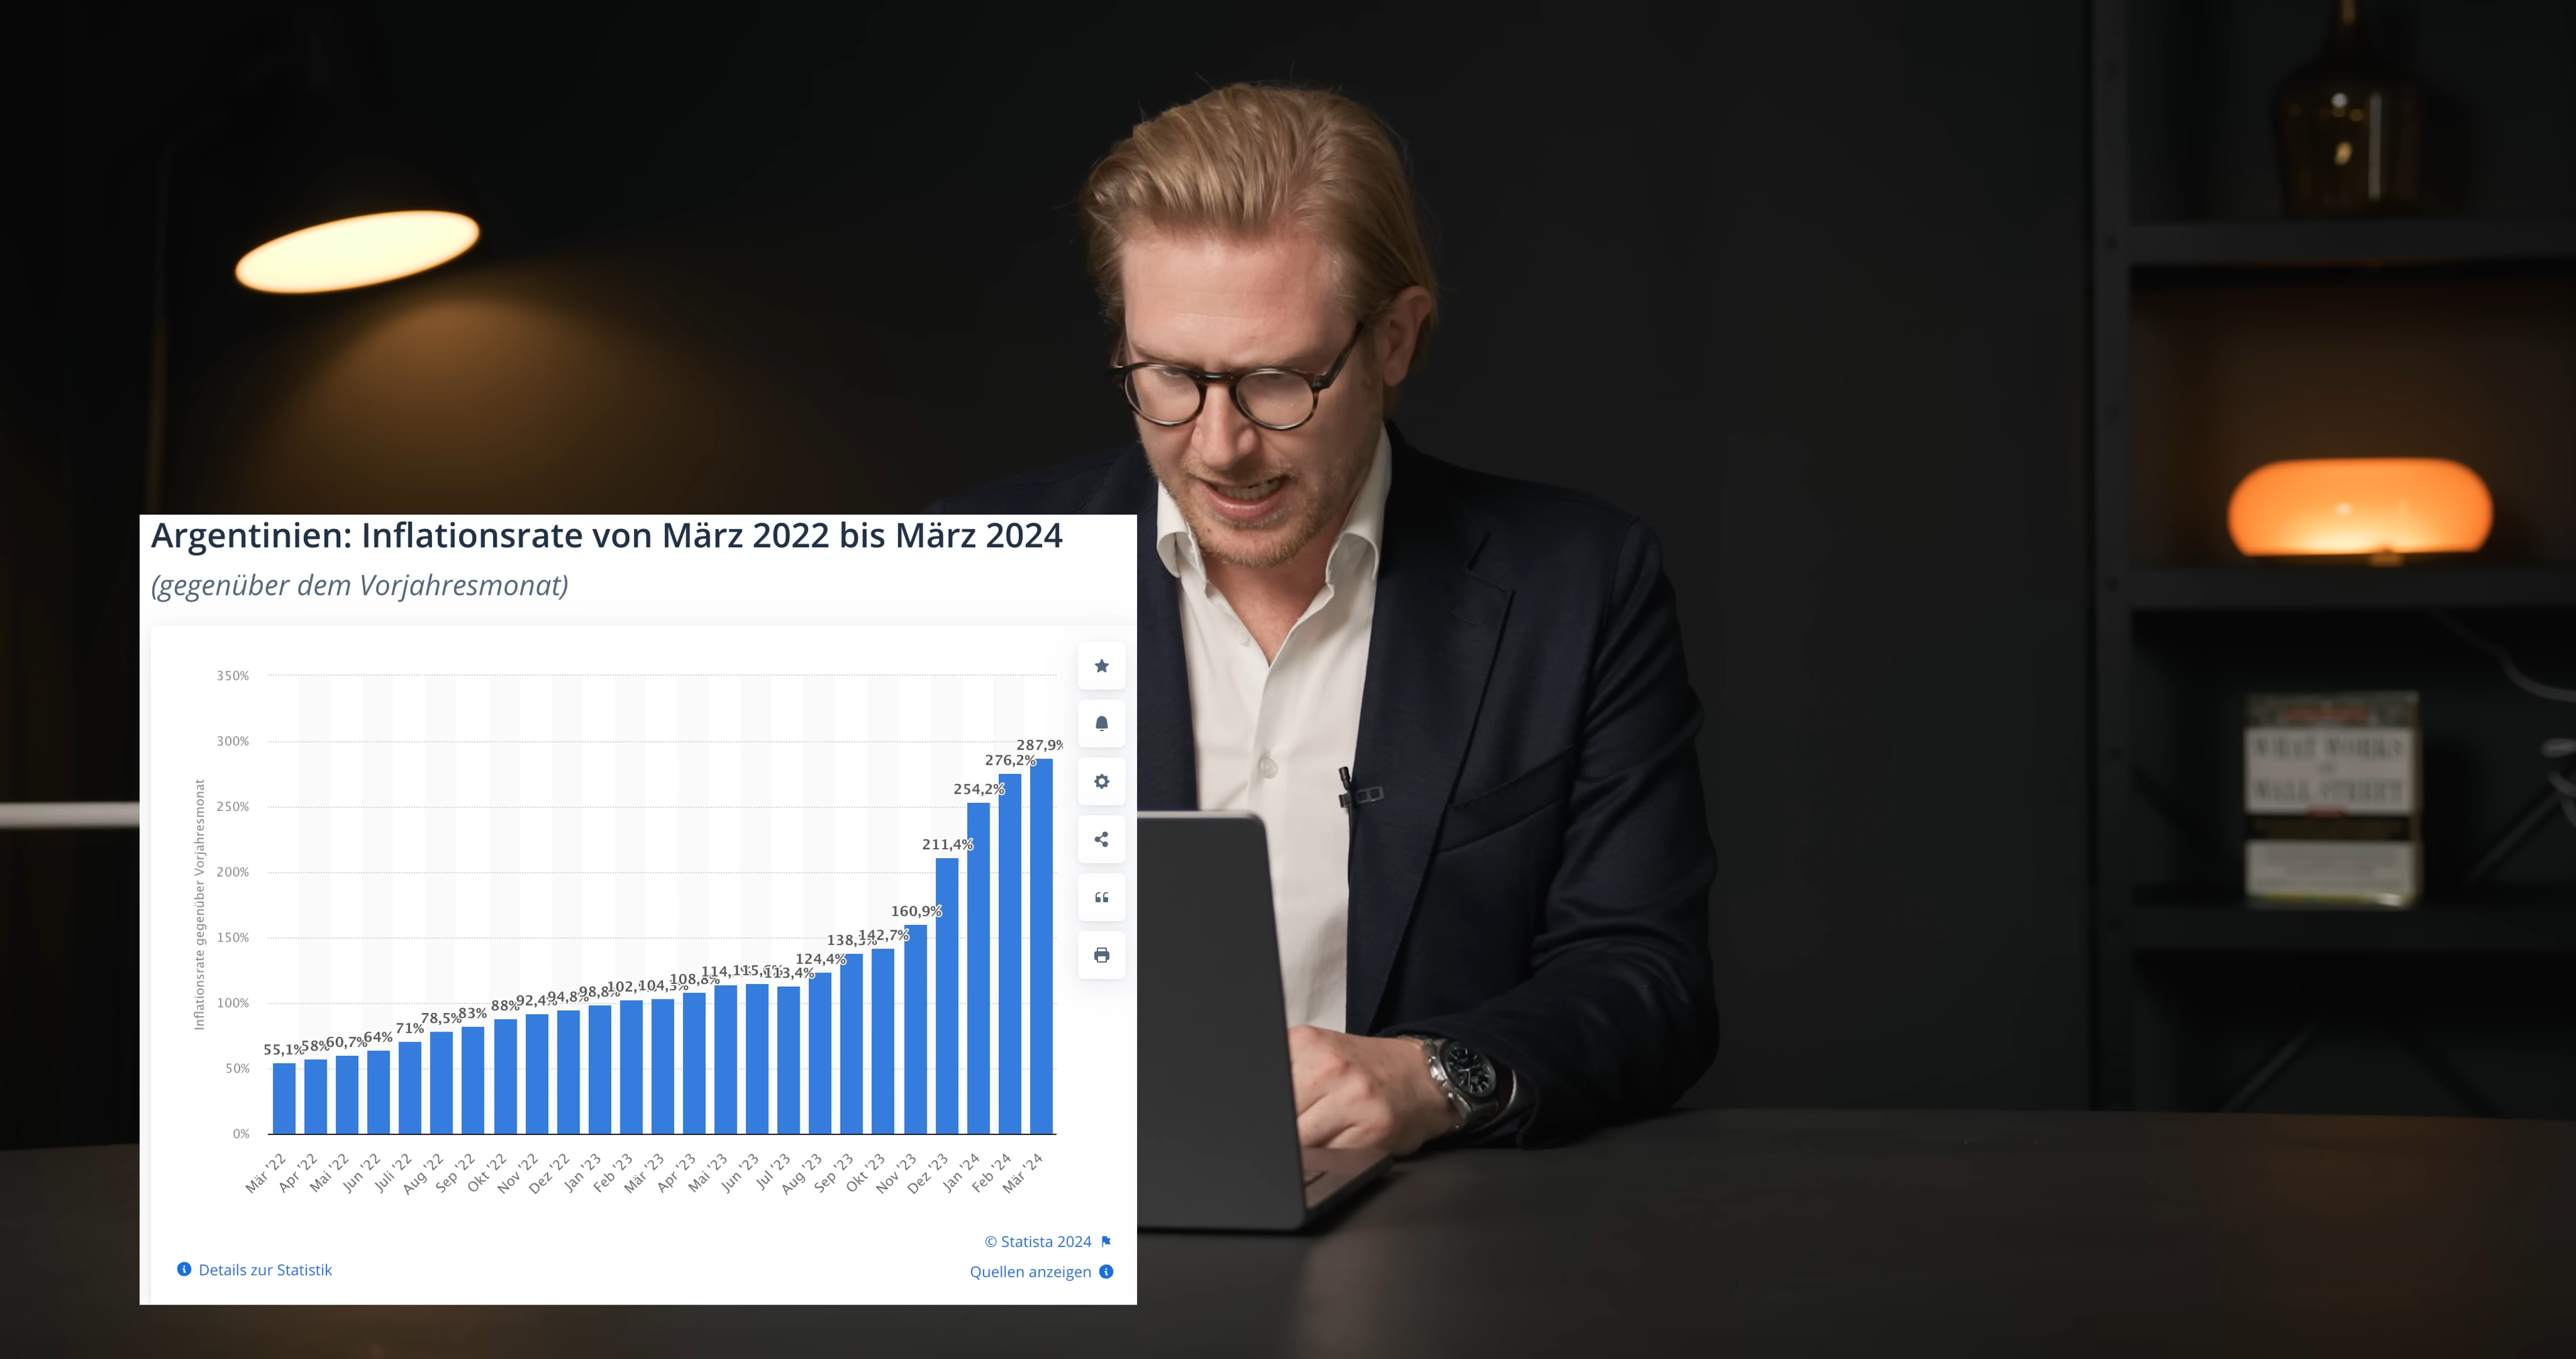 Argentinien: Inflationsrate von März 2022 bis März 2024
(gegenüber dem Vorjahresmonat)
Inflationsrate gegenüber Vorjahresmonat
350%
300%
250%
200%
150%
100%
50%
0%
55,1% 58% 60,7% 64% 71% 78,5% 83% 88% 92,4% 94,8% 98,8% 102, 104,3% 108,8% 114,1% 113,4% 124,4% 138, 142,7% 160,9% 211,4% 254,2% 276,2% 287,9%
Mär '22 Apr '22 Mai '22 Jun '22 Juli '22 Aug '22 Sep '22 Okt '22 Nov '22 Dez '22 Jan '23 Feb '23 Mär '23 Apr '23 Mai '23 Jun '23 Jul '23 Aug '23 Sep '23 Okt '23 Nov '23 Dez '23 Jan '24 Feb '24 Mär '24
© Statista 2024
Details zur Statistik
Quellen anzeigen
WHAT WORKS
WALL STREET